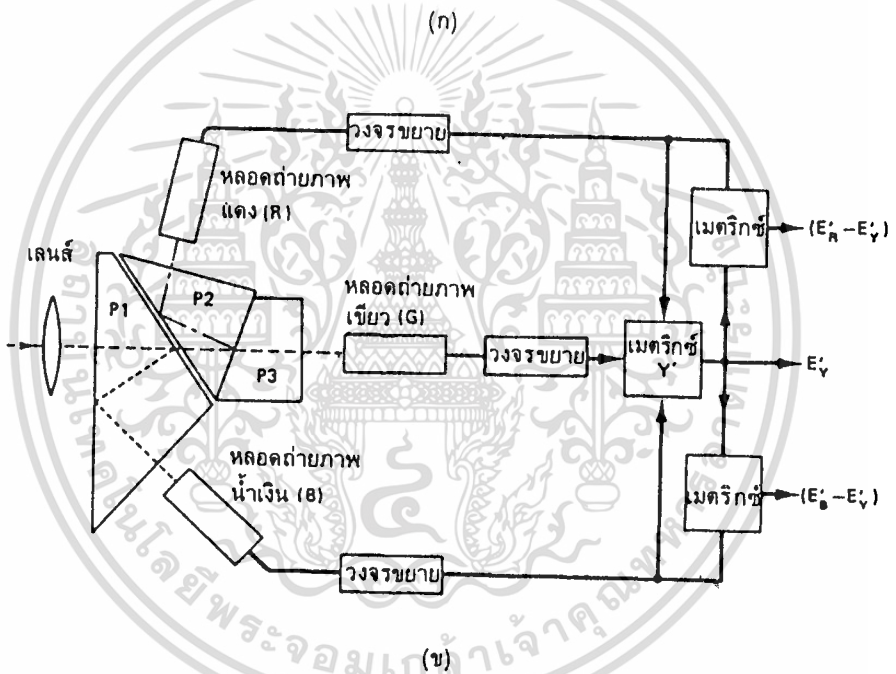 (ก)
วงจรขยาย
หลอดถ่ายภาพ
แดง (R)
เมตริกซ์
(E'R – E'Y)
เลนส์
P1
P2
P3
หลอดถ่ายภาพ
เขียว (G)
วงจรขยาย
เมตริกซ์
Y'
E'Y
หลอดถ่ายภาพ
น้ำเงิน (B)
เมตริกซ์
(E'B – E'Y)
วงจรขยาย
(ข)